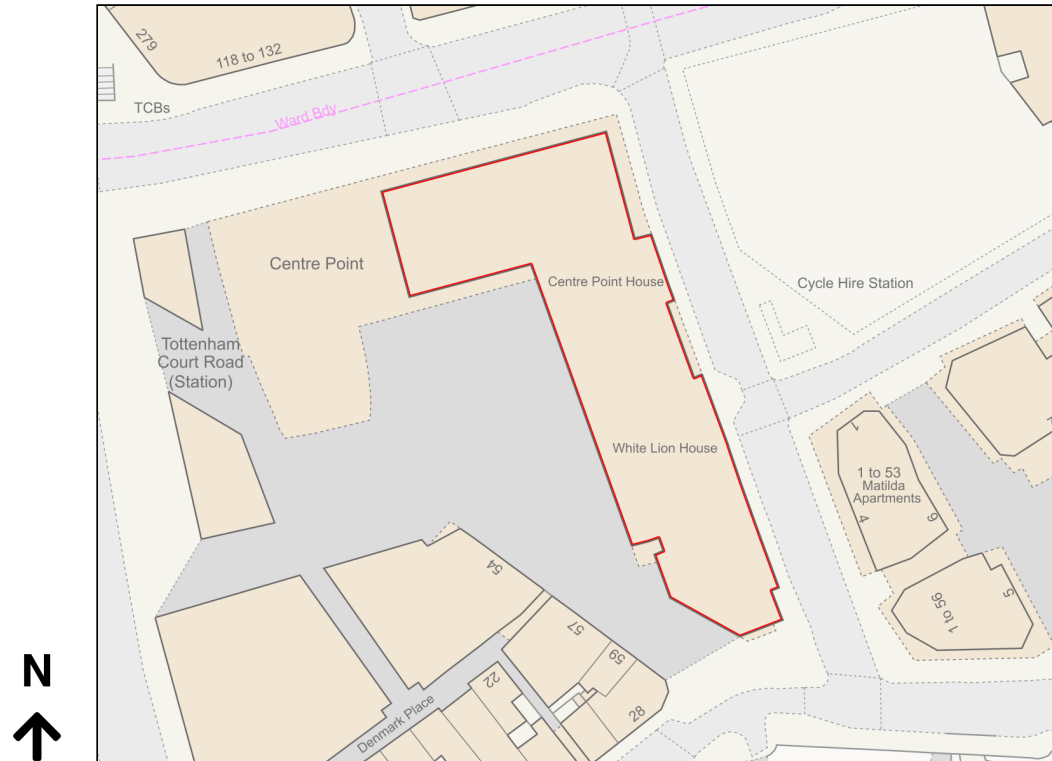 279
118 to 132
TCBs
Ward Bdy
Centre Point
Centre Point House
Cycle Hire Station
Tottenham
Court Road
(Station)
White Lion House
1
1 to 53
Matilda
Apartments
4
9
54
57
59
22
28
5
1 to 56
Denmark Place
N